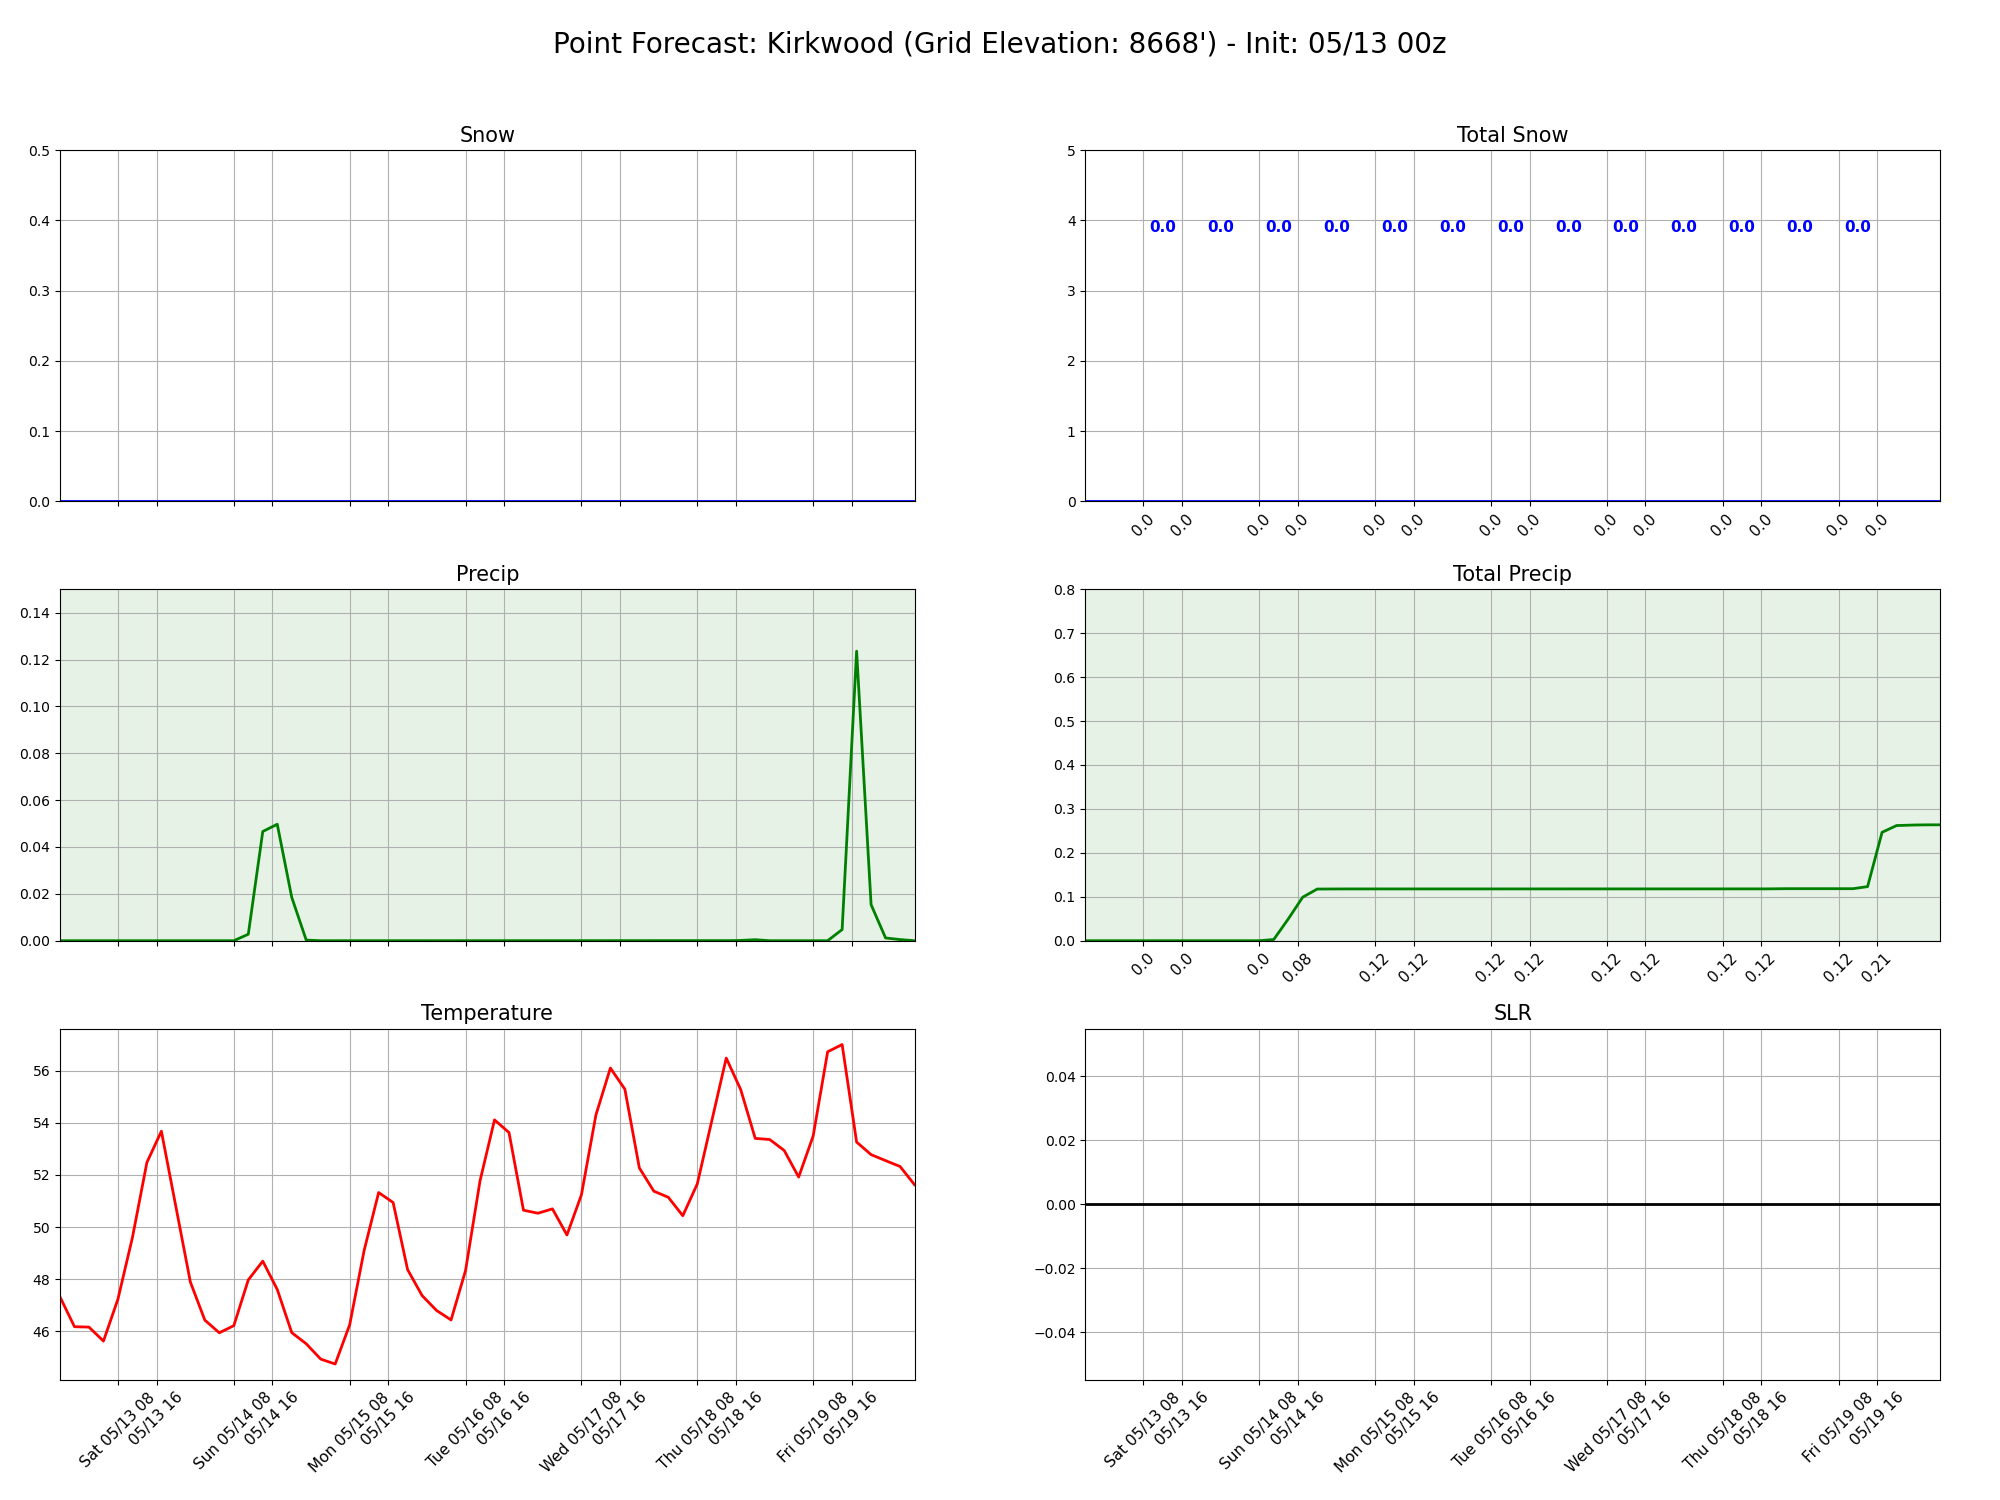 Point Forecast: Kirkwood (Grid Elevation: 8668') - Init: 05/13 00z
Snow
0.5
0.4
0.3
0.2
0.1
0.0
Total Snow
5
4
3
2
1
0
0.0 0.0 0.0 0.0 0.0 0.0 0.0 0.0 0.0 0.0 0.0 0.0 0.0
0.0 0.0 0.0 0.0 0.0 0.0 0.0 0.0 0.0 0.0 0.0 0.0 0.0 0.0
Precip
0.14
0.12
0.10
0.08
0.06
0.04
0.02
0.00
Total Precip
0.8
0.7
0.6
0.5
0.4
0.3
0.2
0.1
0.0
0.0 0.0 0.0 0.08 0.12 0.12 0.12 0.12 0.12 0.12 0.12 0.12 0.12 0.21
Temperature
56
54
52
50
48
46
Sat 05/13 08
05/13 16
Sun 05/14 08
05/14 16
Mon 05/15 08
05/15 16
Tue 05/16 08
05/16 16
Wed 05/17 08
05/17 16
Thu 05/18 08
05/18 16
Fri 05/19 08
05/19 16
SLR
0.04
0.02
0.00
−0.02
−0.04
Sat 05/13 08
05/13 16
Sun 05/14 08
05/14 16
Mon 05/15 08
05/15 16
Tue 05/16 08
05/16 16
Wed 05/17 08
05/17 16
Thu 05/18 08
05/18 16
Fri 05/19 08
05/19 16